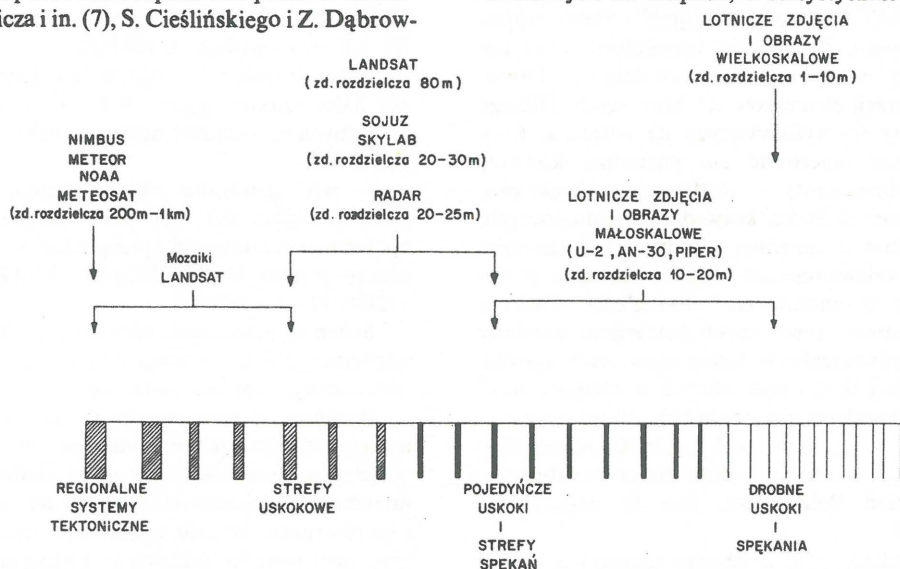 icza i in. (7), S. Cieślińskiego i Z. Dąbrow-
LOTNICZE ZDJĘCIA
I OBRAZY
WIELKOSKALOWE
(zd. rozdzielcza 1–10m)
LANDSAT
(zd. rozdzielcza 80m)
SOJUZ
SKYLAB
(zd. rozdzielcza 20–30m)
RADAR
(zd. rozdzielcza 20–25m)
NIMBUS
METEOR
NOAA
METEOSAT
(zd. rozdzielcza 200m–1km)
Mozaiki
LANDSAT
LOTNICZE ZDJĘCIA
I OBRAZY
MAŁOSKALOWE
(U-2, AN-30, PIPER)
(zd. rozdzielcza 10–20m)
REGIONALNE
SYSTEMY
TEKTONICZNE
STREFY
USKOKOWE
POJEDYŃCZE
USKOKI
I
STREFY
SPEKAŃ
DROBNE
USKOKI
I
SPĘKANIA